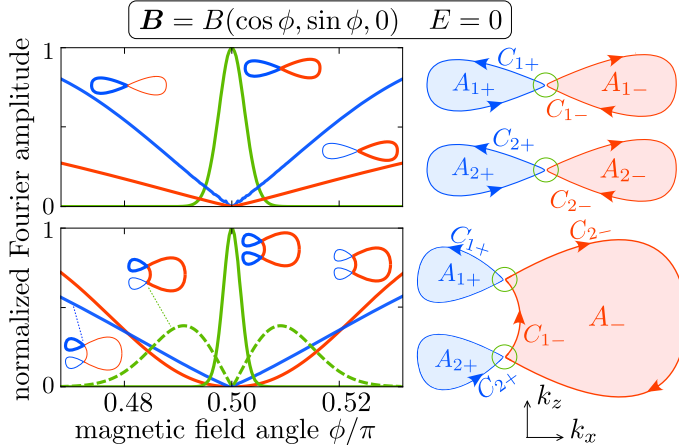 B = B(cos ϕ, sin ϕ, 0) E = 0
normalized Fourier amplitude
1
0
1
0
0.48
0.50
0.52
magnetic field angle ϕ/π
C1+
A1+
A1−
C1−
C2+
A2+
A2−
C2−
C2−
C1+
A1+
A−
C1−
A2+
C2+
kz
kx